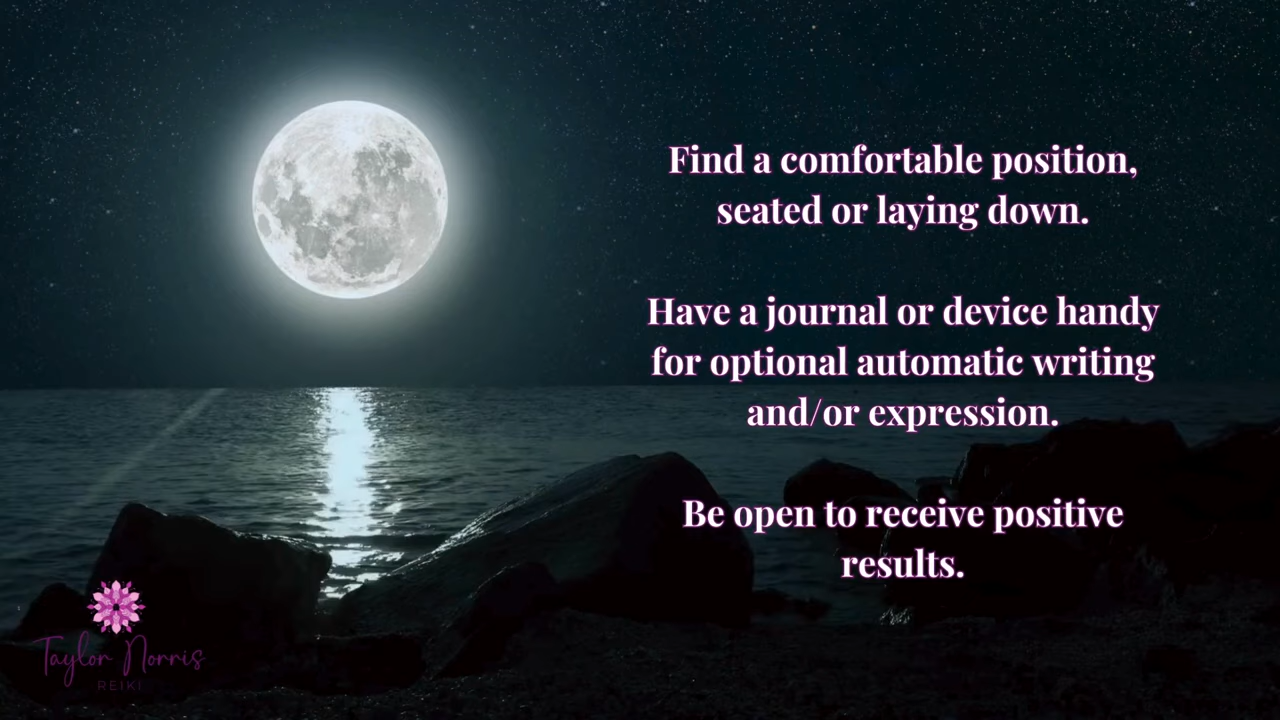 Find a comfortable position,
seated or laying down.
Have a journal or device handy
for optional automatic writing
and/or expression.
Be open to receive positive
results.
Taylor Norris
REIKI